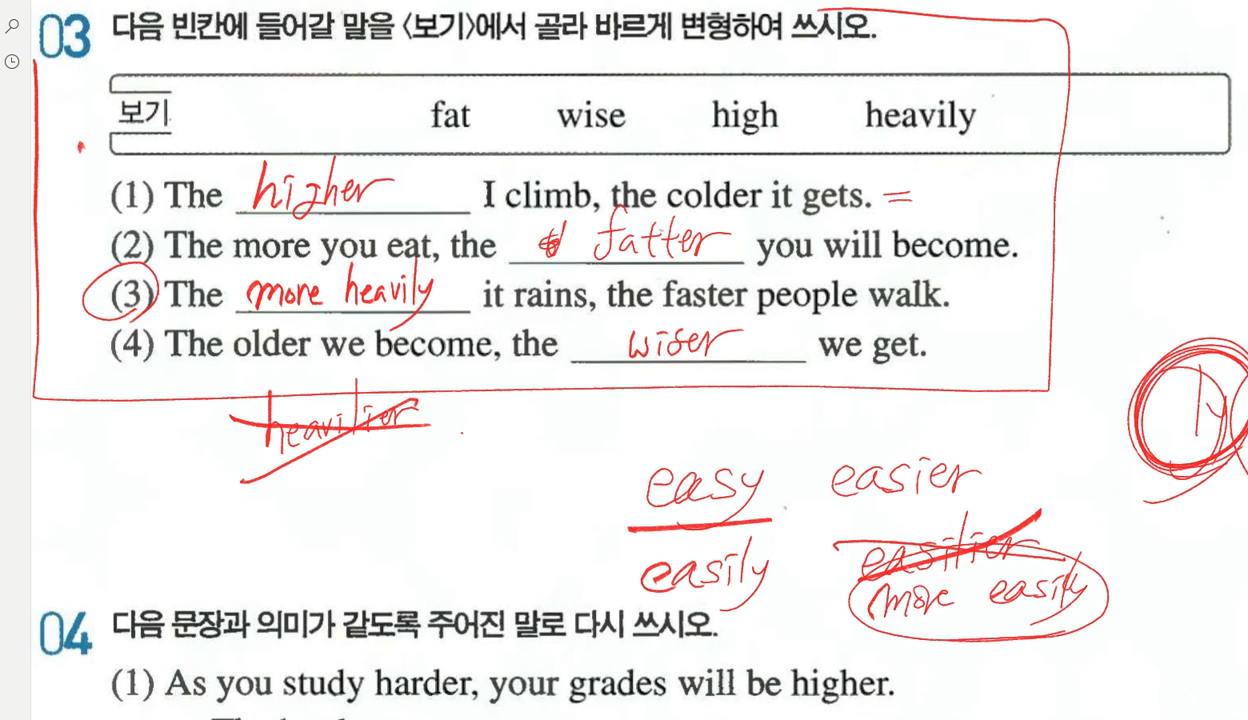 03 다음 빈칸에 들어갈 말을 〈보기〉에서 골라 바르게 변형하여 쓰시오.
보기 fat wise high heavily
(1) The higher I climb, the colder it gets. =
(2) The more you eat, the fatter you will become.
(3) The more heavily it rains, the faster people walk.
(4) The older we become, the wiser we get.
heavilier
easy easier
easily easilier
more easily
ly
04 다음 문장과 의미가 같도록 주어진 말로 다시 쓰시오.
(1) As you study harder, your grades will be higher.